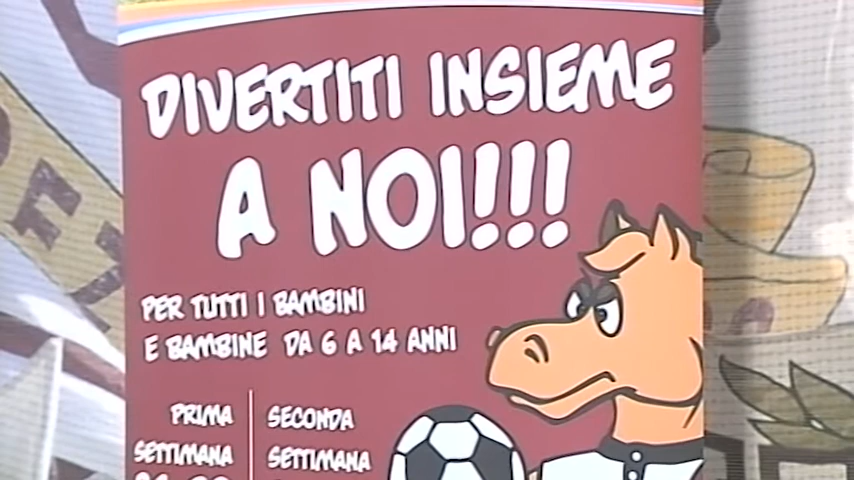 DIVERTITI INSIEME
A NOI!!!
PER TUTTI I BAMBINI
E BAMBINE DA 6 A 14 ANNI
PRIMA
SETTIMANA
SECONDA
SETTIMANA